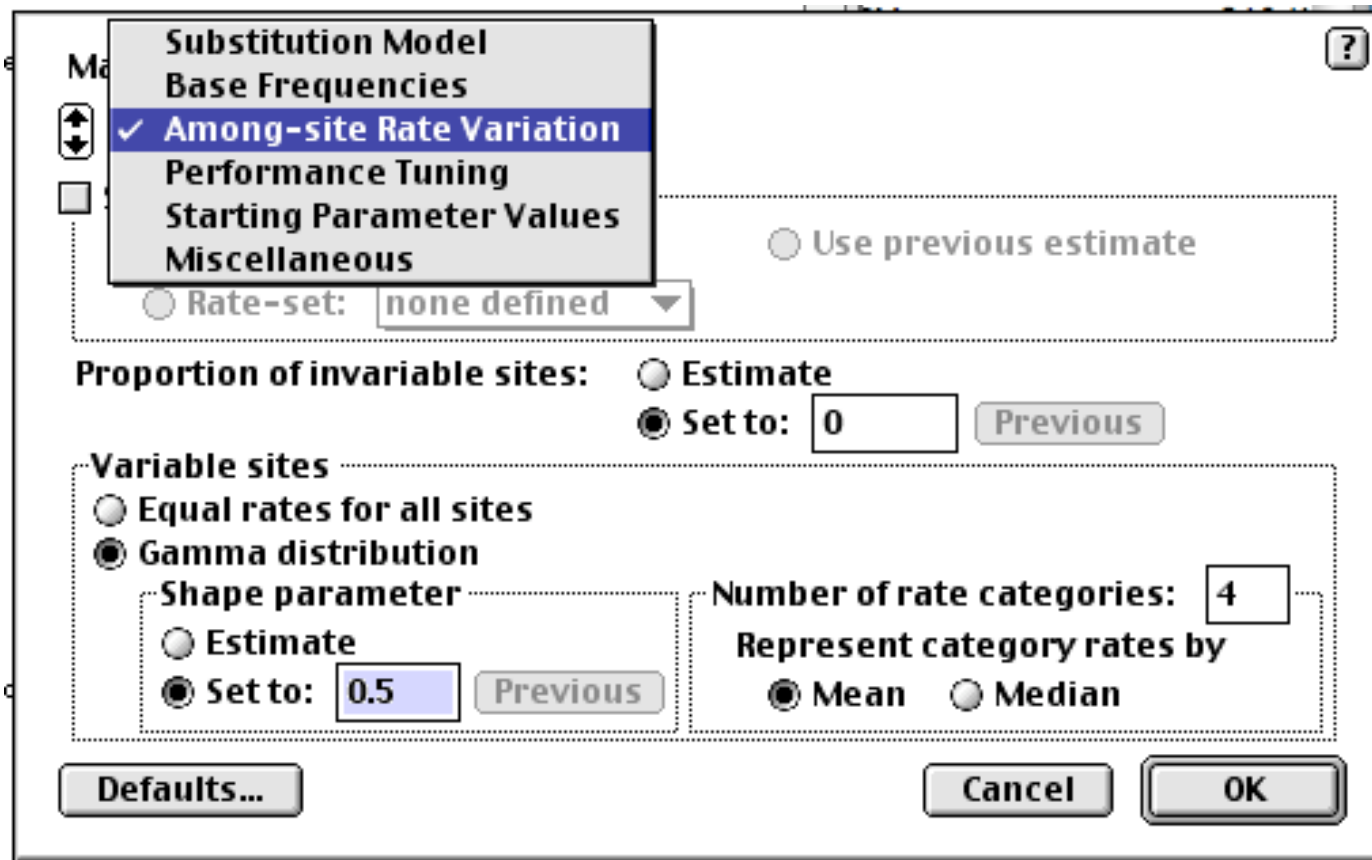 Substitution Model
?
Ma
Base Frequencies
✓ Among-site Rate Variation
Performance Tuning
Starting Parameter Values
Use previous estimate
Miscellaneous
Rate-set: none defined
Proportion of invariable sites: Estimate
Set to: 0 Previous
Variable sites
Equal rates for all sites
Gamma distribution
Shape parameter
Number of rate categories: 4
Estimate
Represent category rates by
Set to: 0.5 Previous
Mean Median
Defaults... Cancel OK